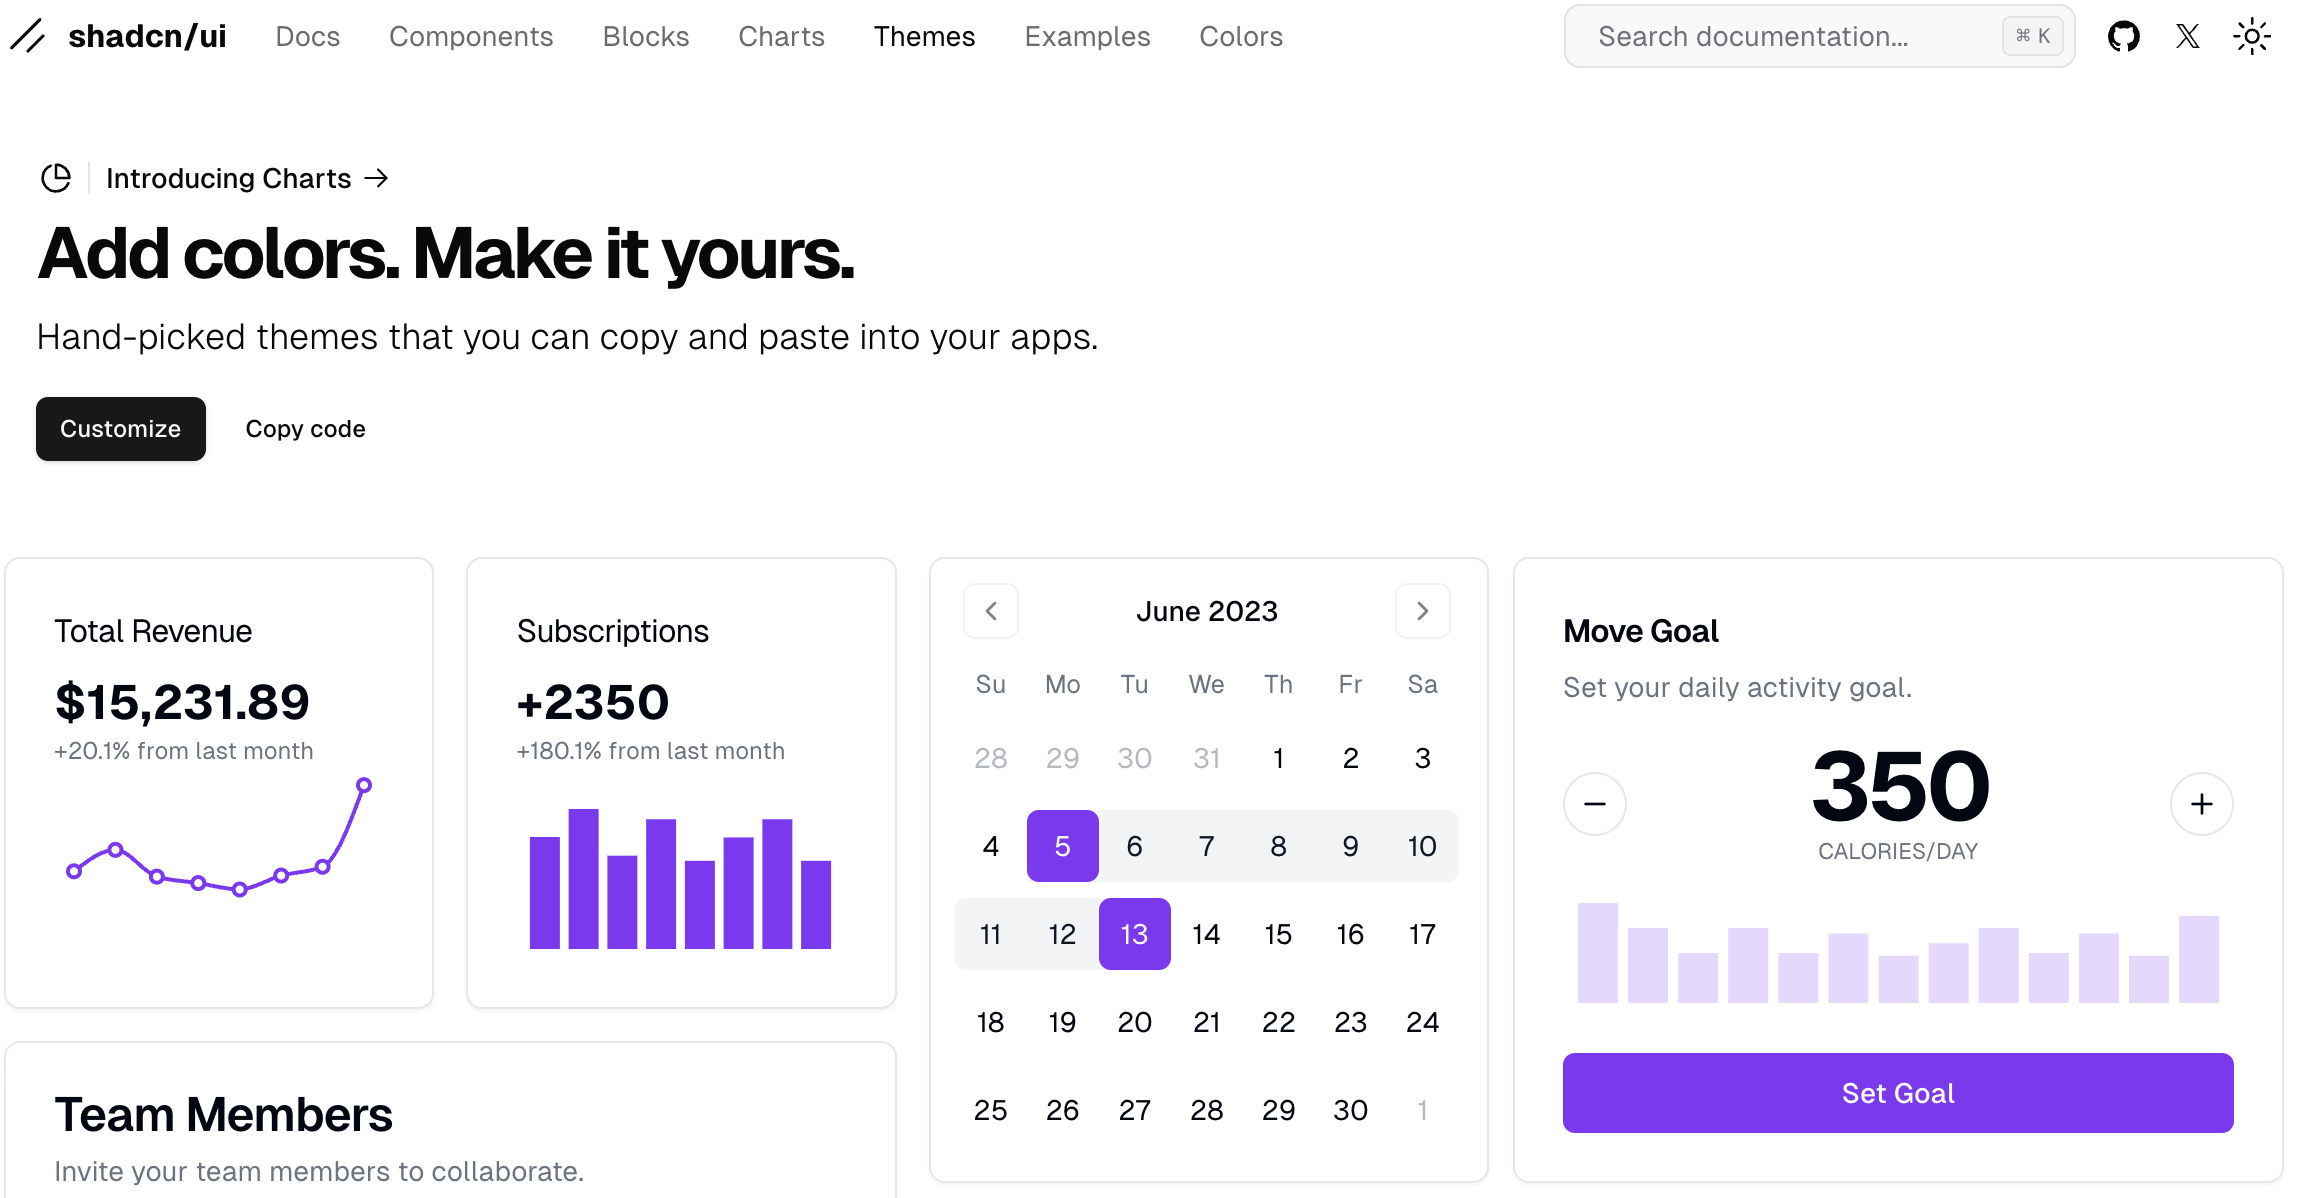 shadcn/ui Docs Components Blocks Charts Themes Examples Colors Search documentation... ⌘ K
Introducing Charts →
Add colors. Make it yours.
Hand-picked themes that you can copy and paste into your apps.
Customize Copy code
Total Revenue
$15,231.89
+20.1% from last month
Subscriptions
+2350
+180.1% from last month
June 2023
Su Mo Tu We Th Fr Sa
28 29 30 31 1 2 3
4 5 6 7 8 9 10
11 12 13 14 15 16 17
18 19 20 21 22 23 24
25 26 27 28 29 30 1
Move Goal
Set your daily activity goal.
350
CALORIES/DAY
Set Goal
Team Members
Invite your team members to collaborate.